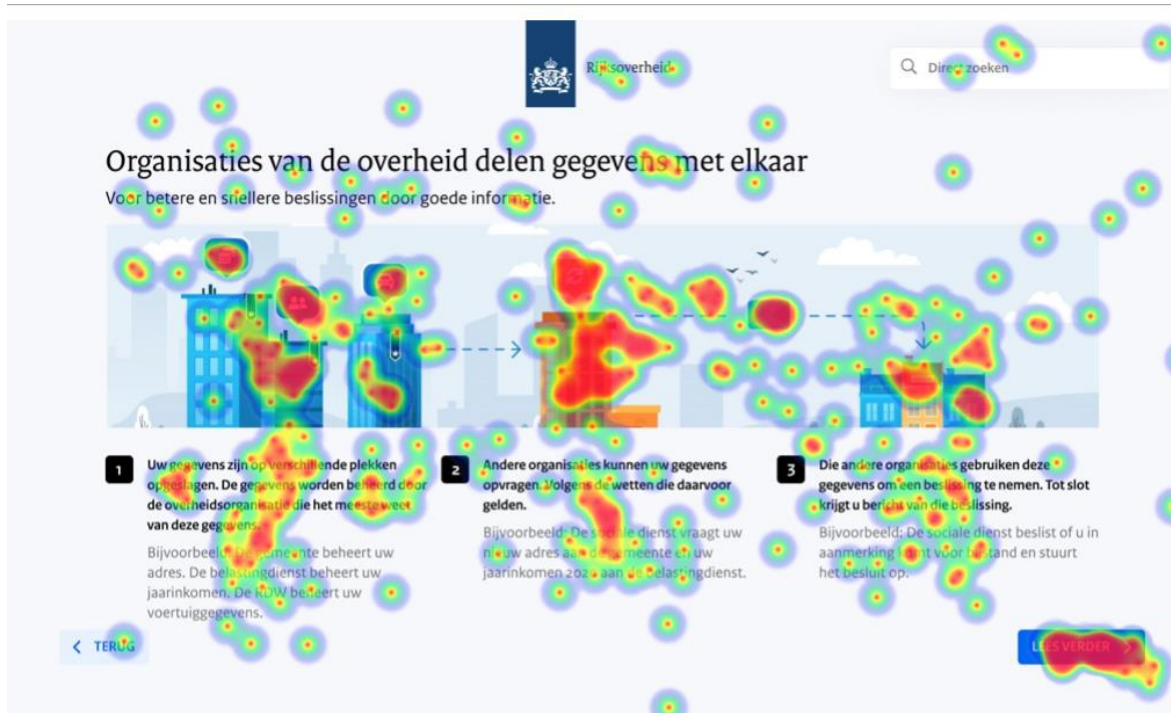 Rijksoverheid
Direct zoeken
Organisaties van de overheid delen gegevens met elkaar
Voor betere en snellere beslissingen door goede informatie.
1
Uw gegevens zijn op verschillende plekken
opgeslagen. De gegevens worden beheerd door
de overheidsorganisatie die het meeste weet
van deze gegevens.
Bijvoorbeeld: De gemeente beheert uw
adres. De belastingdienst beheert uw
jaarinkomen. De RDW beheert uw
voertuiggegevens.
2
Andere organisaties kunnen uw gegevens
opvragen. Volgens de wetten die daarvoor
gelden.
Bijvoorbeeld: De sociale dienst vraagt uw
nieuw adres aan de gemeente en uw
jaarinkomen 2020 aan de belastingdienst.
3
Die andere organisaties gebruiken deze
gegevens om een beslissing te nemen. Tot slot
krijgt u bericht van die beslissing.
Bijvoorbeeld: De sociale dienst beslist of u in
aanmerking komt voor bijstand en stuurt
het besluit op.
TERUG
LEES VERDER